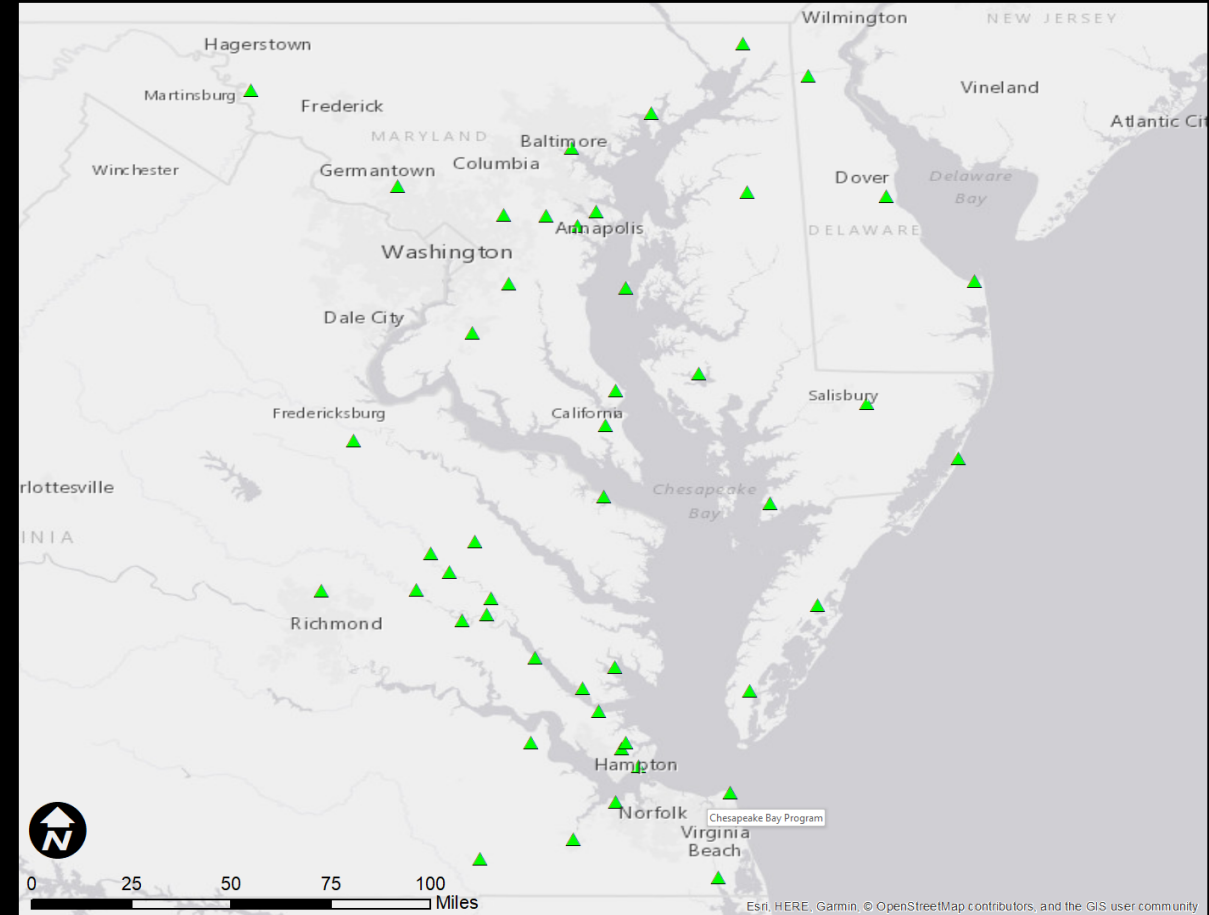 Wilmington
NEW JERSEY
Hagerstown
Martinsburg
Frederick
Vineland
Atlantic Cit
MARYLAND
Baltimore
Columbia
Winchester
Germantown
Dover
Delaware
Bay
Annapolis
DELAWARE
Washington
Dale City
Salisbury
Fredericksburg
California
rlottesville
Chesapeake
Bay
INIA
Richmond
Hampton
Norfolk
Chesapeake Bay Program
Virginia
Beach
N
0 25 50 75 100
Miles
Esri, HERE, Garmin, © OpenStreetMap contributors, and the GIS user community